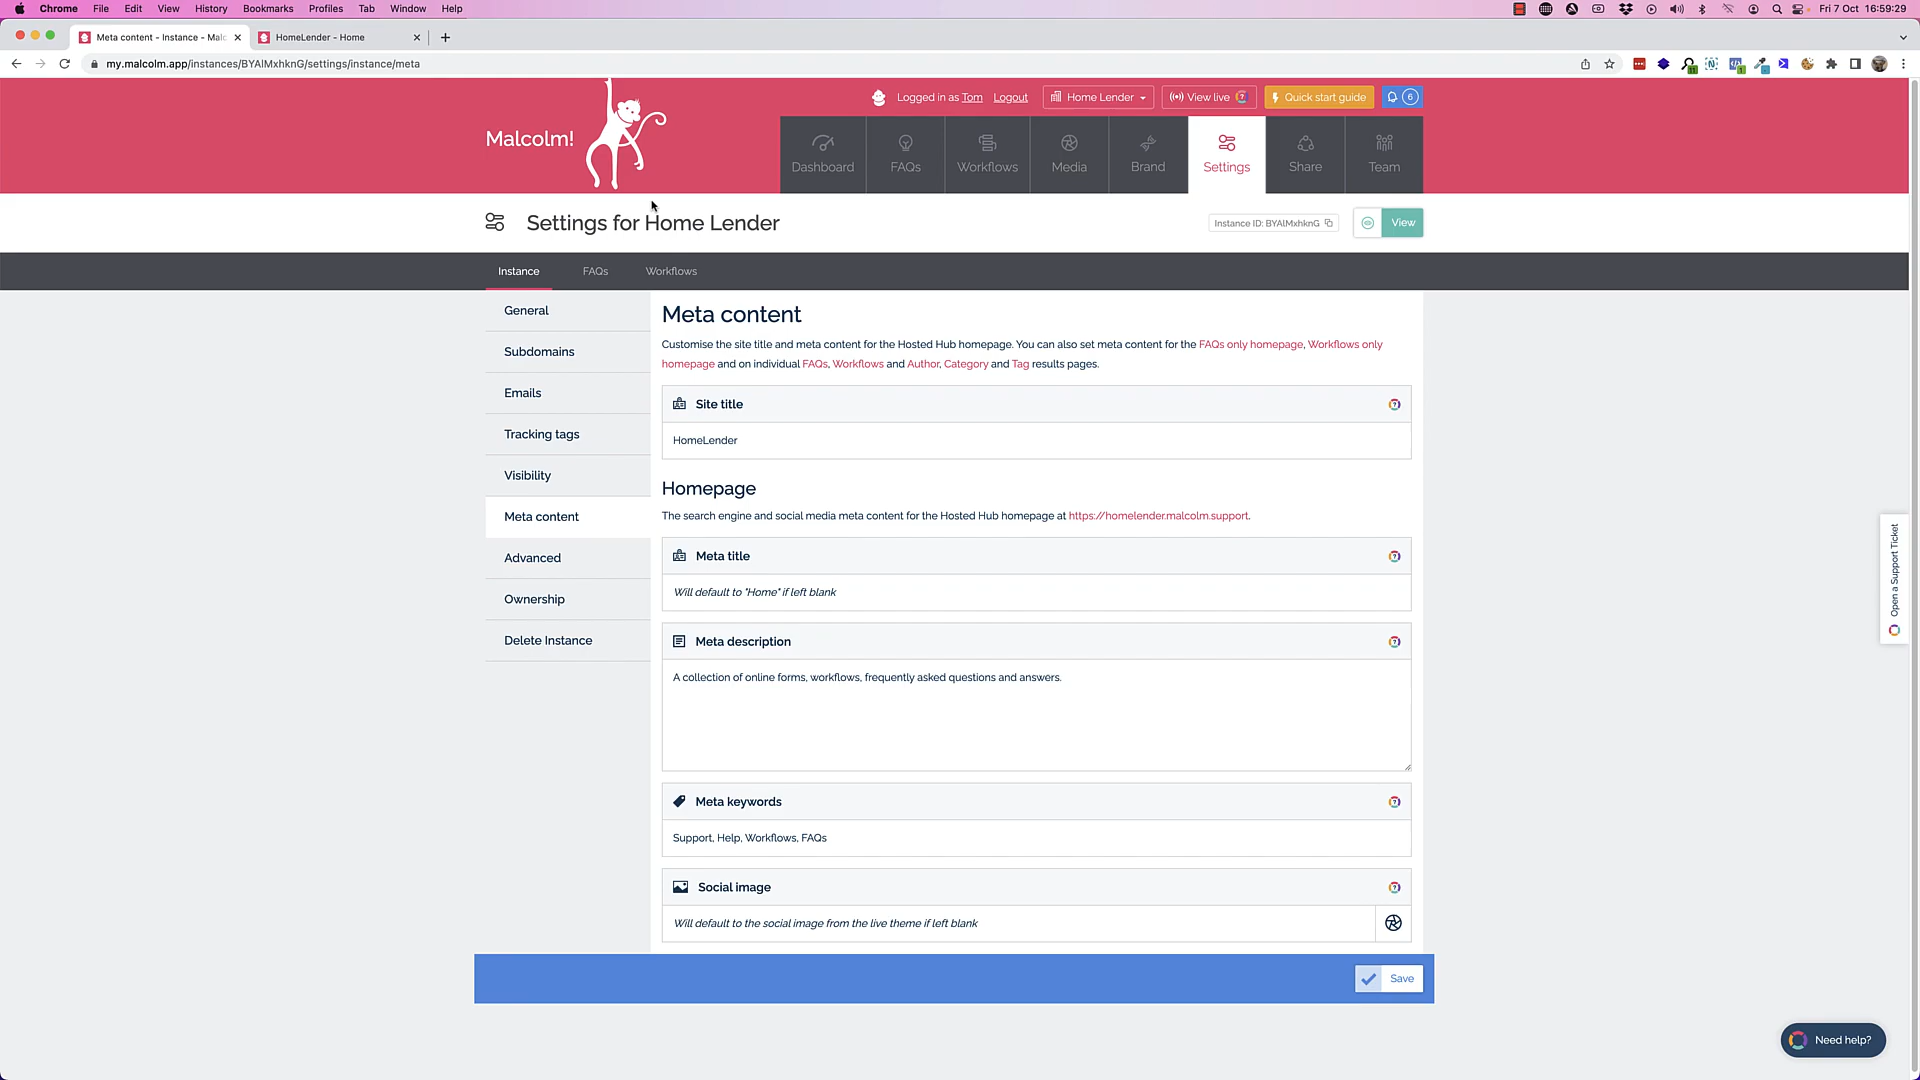 Chrome File Edit View History Bookmarks Profiles Tab Window Help Fri 7 Oct 16:59:29
Meta content - Instance - Malc HomeLender - Home
my.malcolm.app/instances/BYAlMxhknG/settings/instance/meta
Malcolm!
Logged in as Tom Logout Home Lender View live Quick start guide 6
Dashboard FAQs Workflows Media Brand Settings Share Team
Settings for Home Lender
Instance ID: BYAlMxhknG View
Instance FAQs Workflows
General
Subdomains
Emails
Tracking tags
Visibility
Meta content
Advanced
Ownership
Delete Instance
Meta content
Customise the site title and meta content for the Hosted Hub homepage. You can also set meta content for the FAQs only homepage, Workflows only
homepage and on individual FAQs, Workflows and Author, Category and Tag results pages.
Site title
HomeLender
Homepage
The search engine and social media meta content for the Hosted Hub homepage at https://homelender.malcolm.support.
Meta title
Will default to "Home" if left blank
Meta description
A collection of online forms, workflows, frequently asked questions and answers.
Meta keywords
Support, Help, Workflows, FAQs
Social image
Will default to the social image from the live theme if left blank
Save
Open a Support Ticket
Need help?